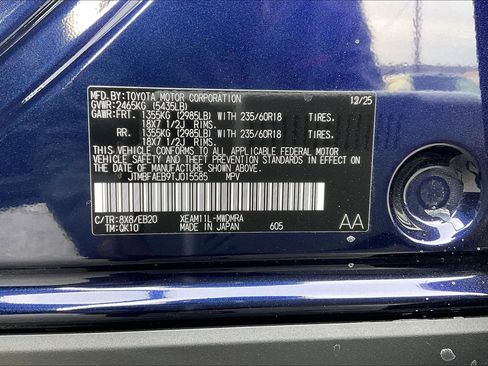 MFD.BY:TOYOTA MOTOR CORPORATION 12/25
GVWR:2465KG (5435LB)
GAWR:FRT. 1355KG (2985LB) WITH 235/60R18 TIRES.
18X7 1/2J RIMS.
RR. 1355KG (2985LB) WITH 235/60R18 TIRES.
18X7 1/2J RIMS.
THIS VEHICLE CONFORMS TO ALL APPLICABLE FEDERAL MOTOR
VEHICLE SAFETY AND THEFT PREVENTION STANDARDS IN EFFECT
ON THE DATE OF MANUFACTURE SHOWN ABOVE.
JTMBFAEB9TJ015585 MPV
C/TR:8X8/EB20 XEAM11L-MWDMRA AA
TM:QK10 MADE IN JAPAN 605